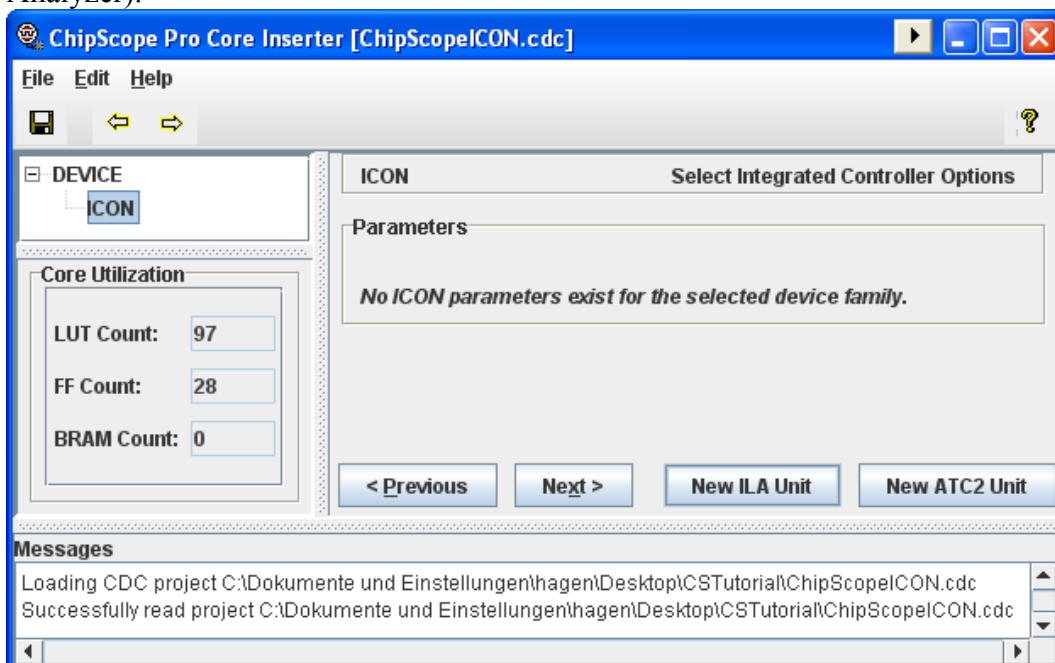 Analyzer).
ChipScope Pro Core Inserter [ChipScopeICON.cdc]
File Edit Help
DEVICE
ICON
ICON Select Integrated Controller Options
Parameters
No ICON parameters exist for the selected device family.
Core Utilization
LUT Count: 97
FF Count: 28
BRAM Count: 0
< Previous Next > New ILA Unit New ATC2 Unit
Messages
Loading CDC project C:\Dokumente und Einstellungen\hagen\Desktop\CSTutorial\ChipScopeICON.cdc
Successfully read project C:\Dokumente und Einstellungen\hagen\Desktop\CSTutorial\ChipScopeICON.cdc